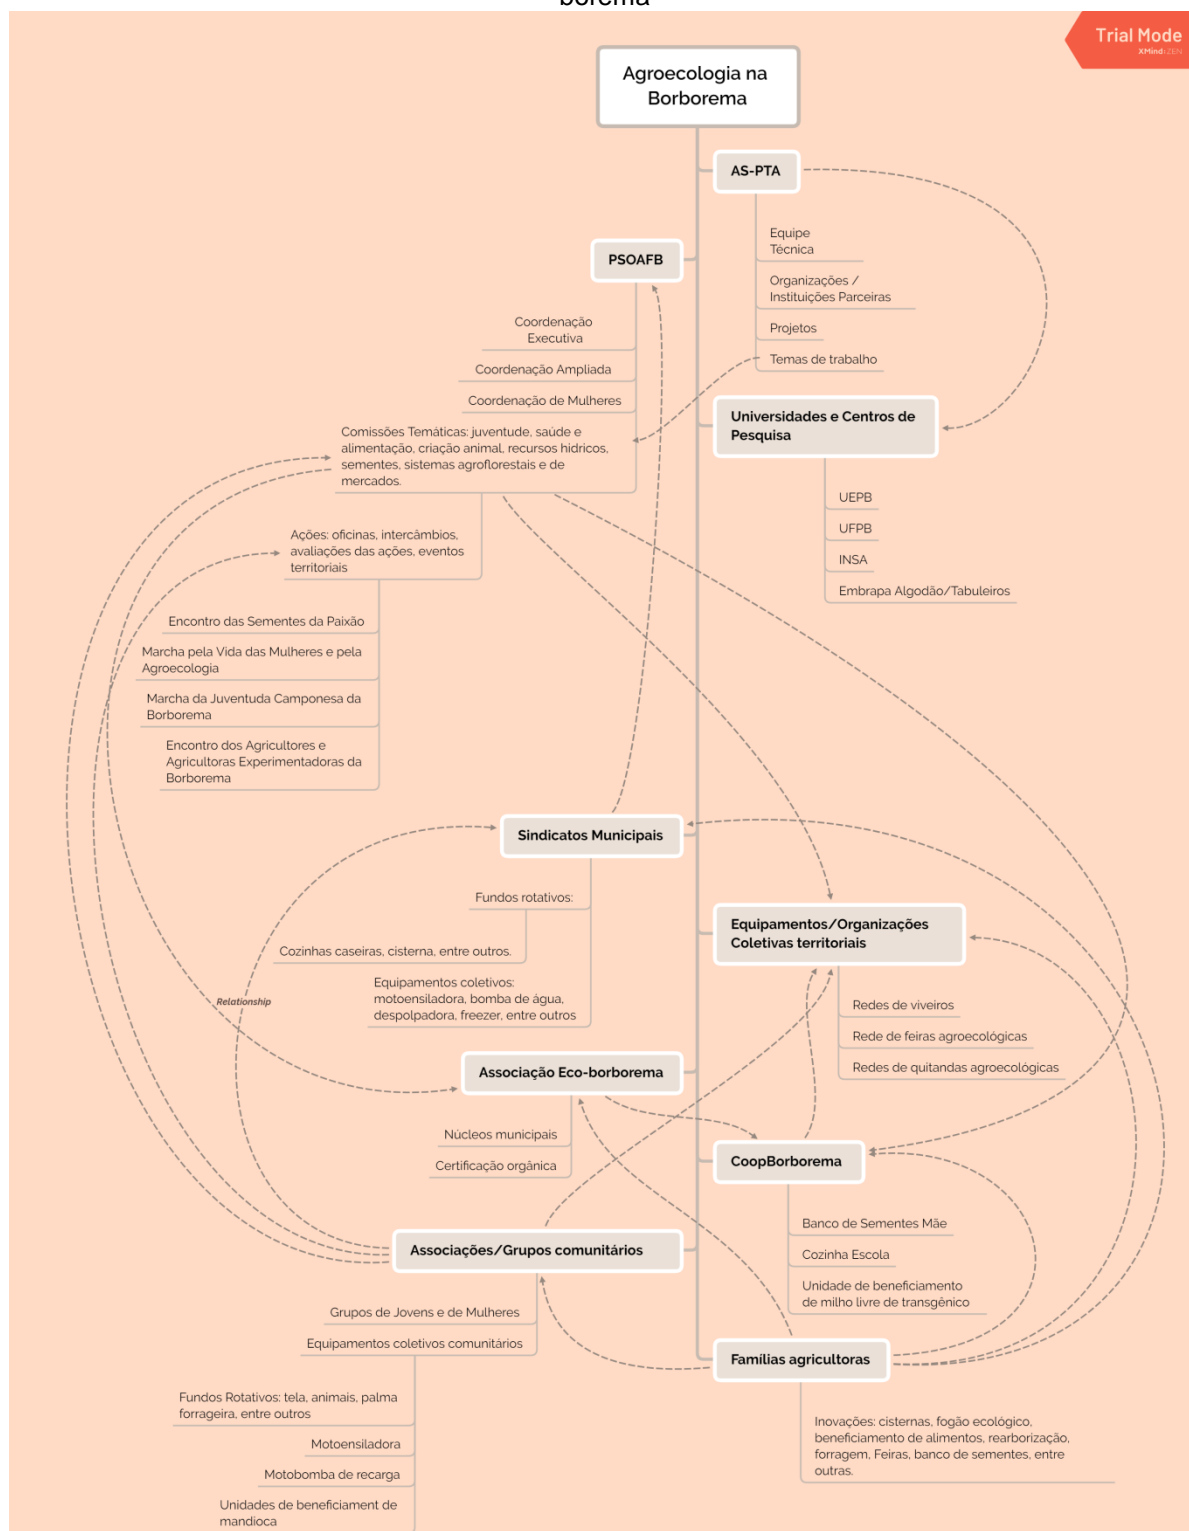 borema
Trial Mode
XMind:ZEN
Agroecologia na
Borborema
AS-PTA
Equipe
Técnica
Organizações /
Instituições Parceiras
Projetos
Temas de trabalho
PSOAFB
Coordenação
Executiva
Coordenação Ampliada
Coordenação de Mulheres
Comissões Temáticas: juventude, saúde e
alimentação, criação animal, recursos hídricos,
sementes, sistemas agroflorestais e de
mercados.
Ações: oficinas, intercâmbios,
avaliações das ações, eventos
territoriais
Encontro das Sementes da Paixão
Marcha pela Vida das Mulheres e pela
Agroecologia
Marcha da Juventuda Camponesa da
Borborema
Encontro dos Agricultores e
Agricultoras Experimentadoras da
Borborema
Universidades e Centros de
Pesquisa
UEPB
UFPB
INSA
Embrapa Algodão/Tabuleiros
Sindicatos Municipais
Fundos rotativos:
Cozinhas caseiras, cisterna, entre outros.
Equipamentos coletivos:
motoensiladora, bomba de água,
despolpadora, freezer, entre outros
Relationship
Equipamentos/Organizações
Coletivas territoriais
Redes de viveiros
Rede de feiras agroecológicas
Redes de quitandas agroecológicas
Associação Eco-borborema
Núcleos municipais
Certificação orgânica
CoopBorborema
Banco de Sementes Mãe
Cozinha Escola
Unidade de beneficiamento
de milho livre de transgênico
Associações/Grupos comunitários
Grupos de Jovens e de Mulheres
Equipamentos coletivos comunitários
Fundos Rotativos: tela, animais, palma
forrageira, entre outros
Motoensiladora
Motobomba de recarga
Unidades de beneficiament de
mandioca
Famílias agricultoras
Inovações: cisternas, fogão ecológico,
beneficiamento de alimentos, rearborização,
forragem, Feiras, banco de sementes, entre
outras.